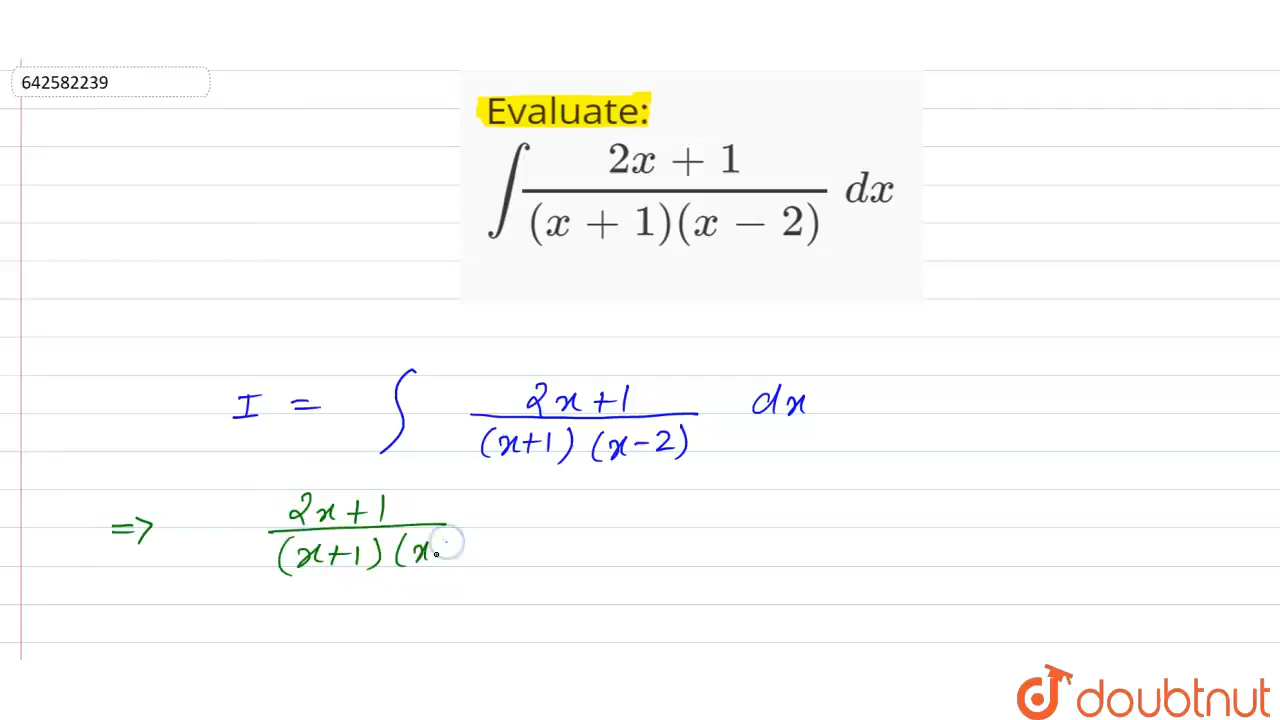 642582239
Evaluate:
∫ (2x + 1)/((x + 1)(x − 2)) dx
I = ∫ (2x+1)/((x+1)(x-2)) dx
=> (2x+1)/((x+1)(x
doubtnut